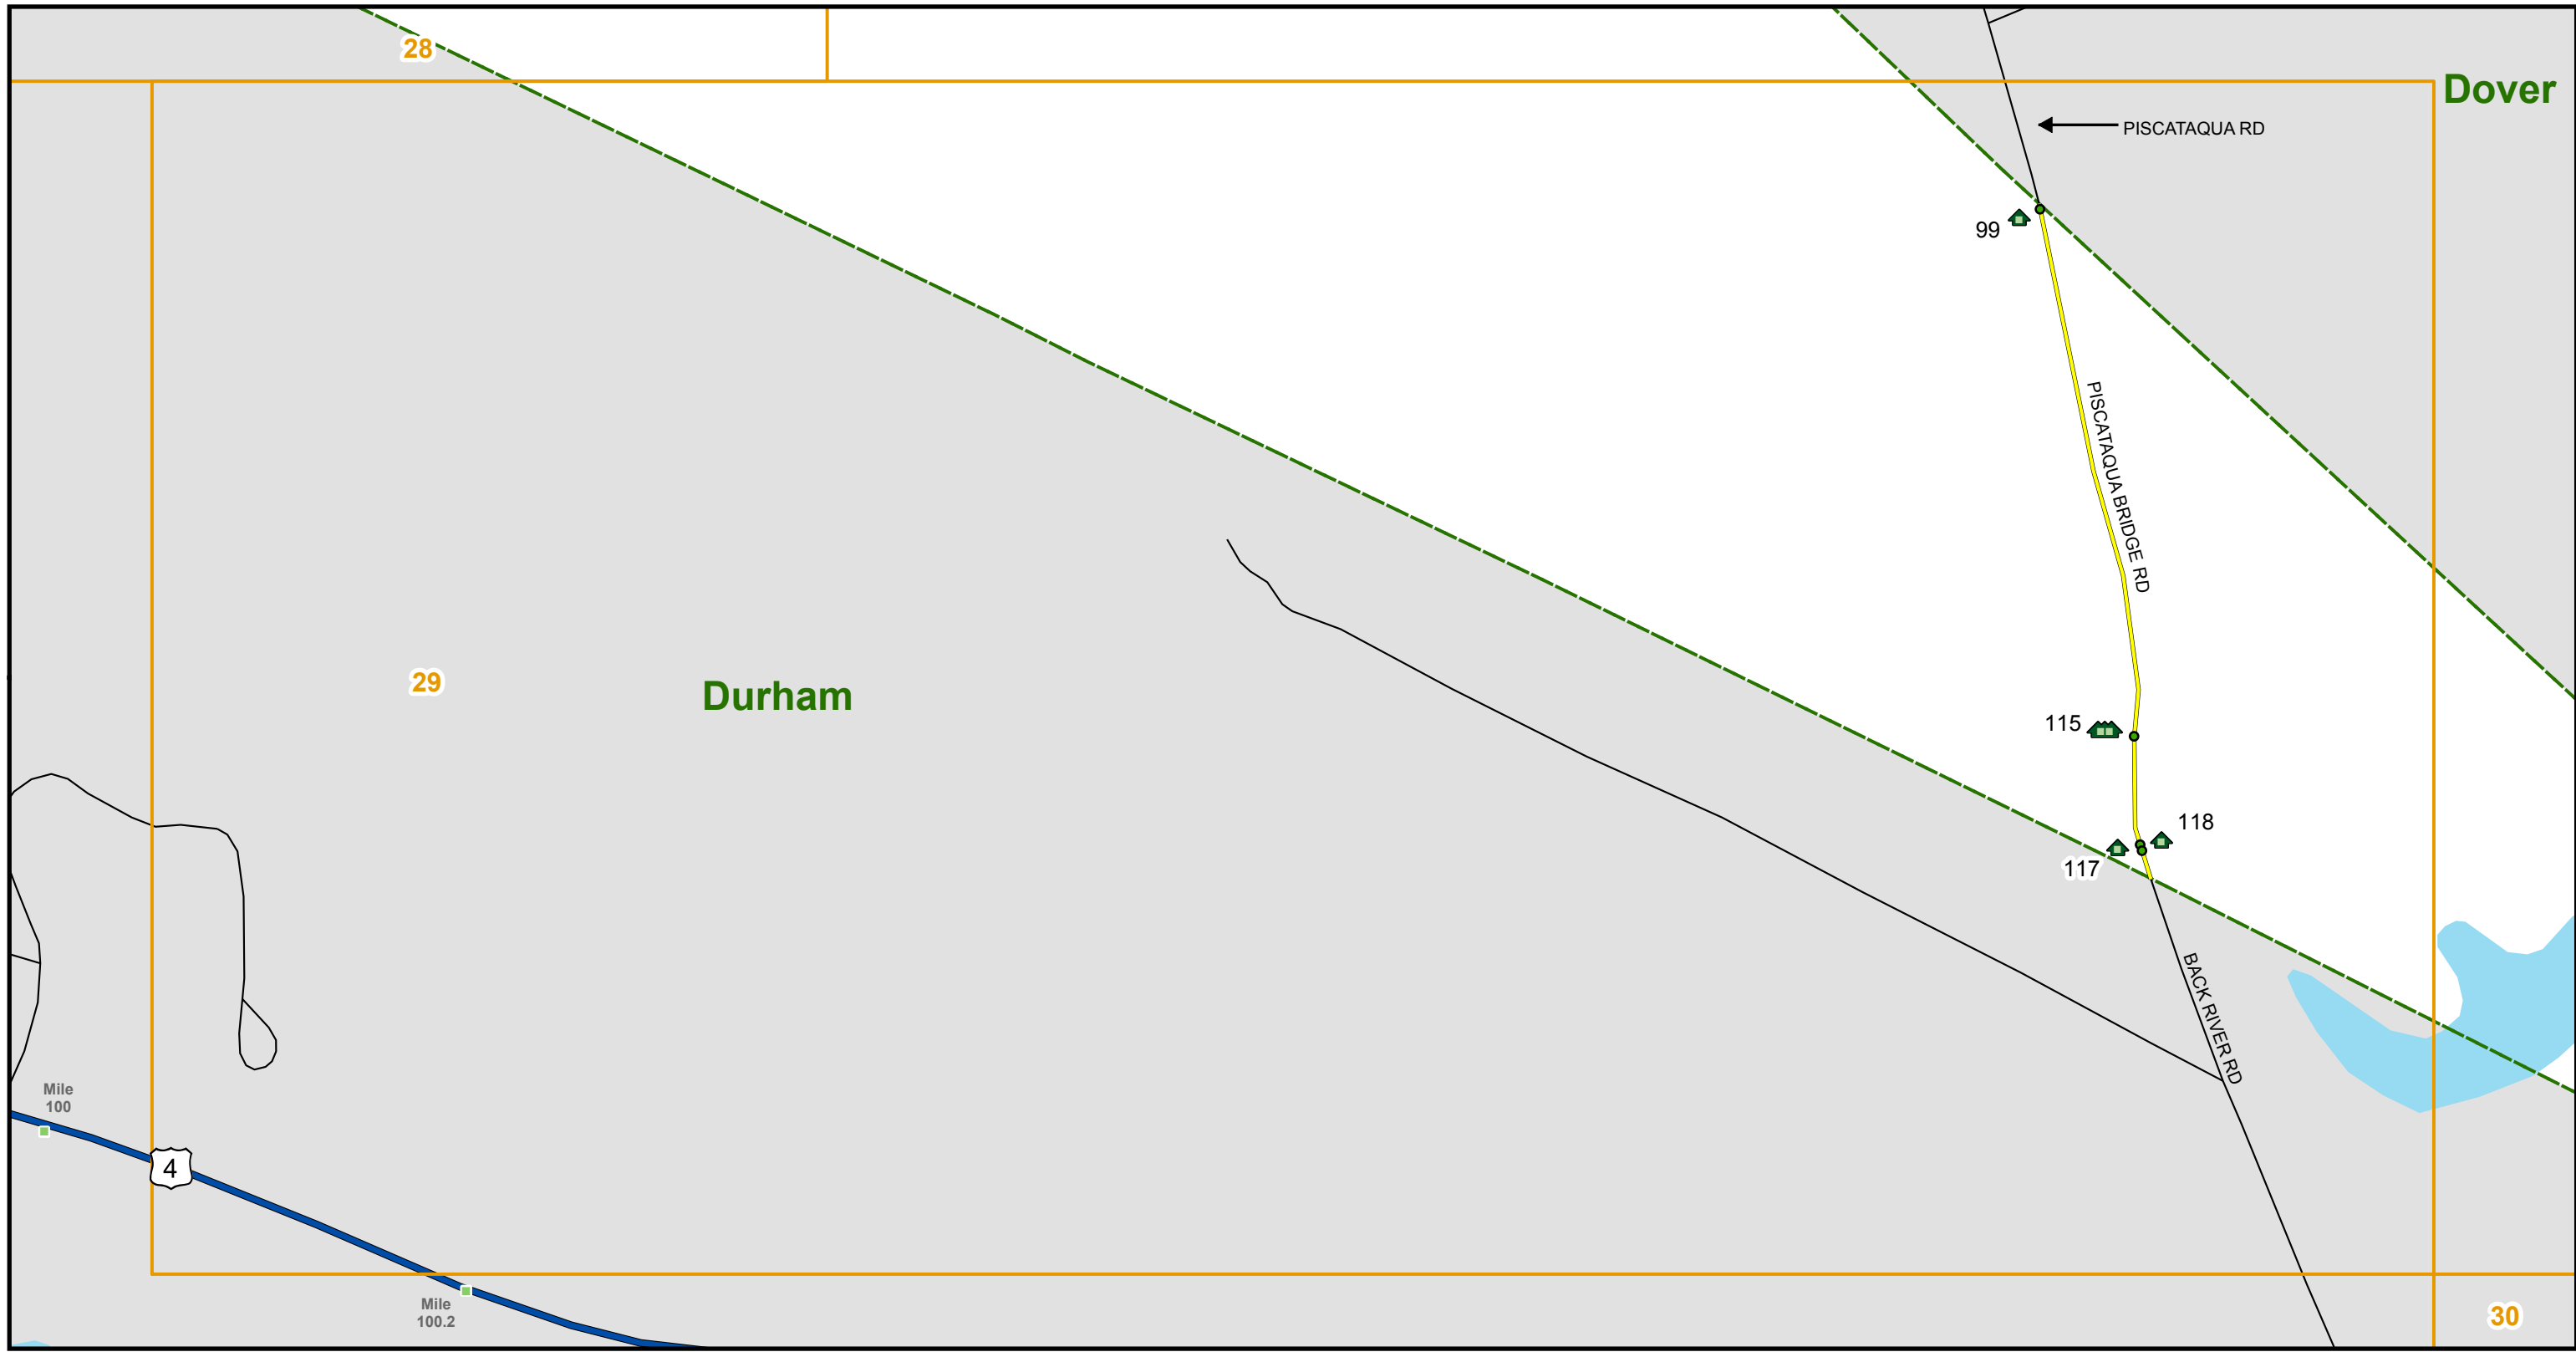 28
Dover
PISCATAQUA RD
99
PISCATAQUA BRIDGE RD
29
Durham
115
118
117
BACK RIVER RD
Mile
100
4
Mile
100.2
30